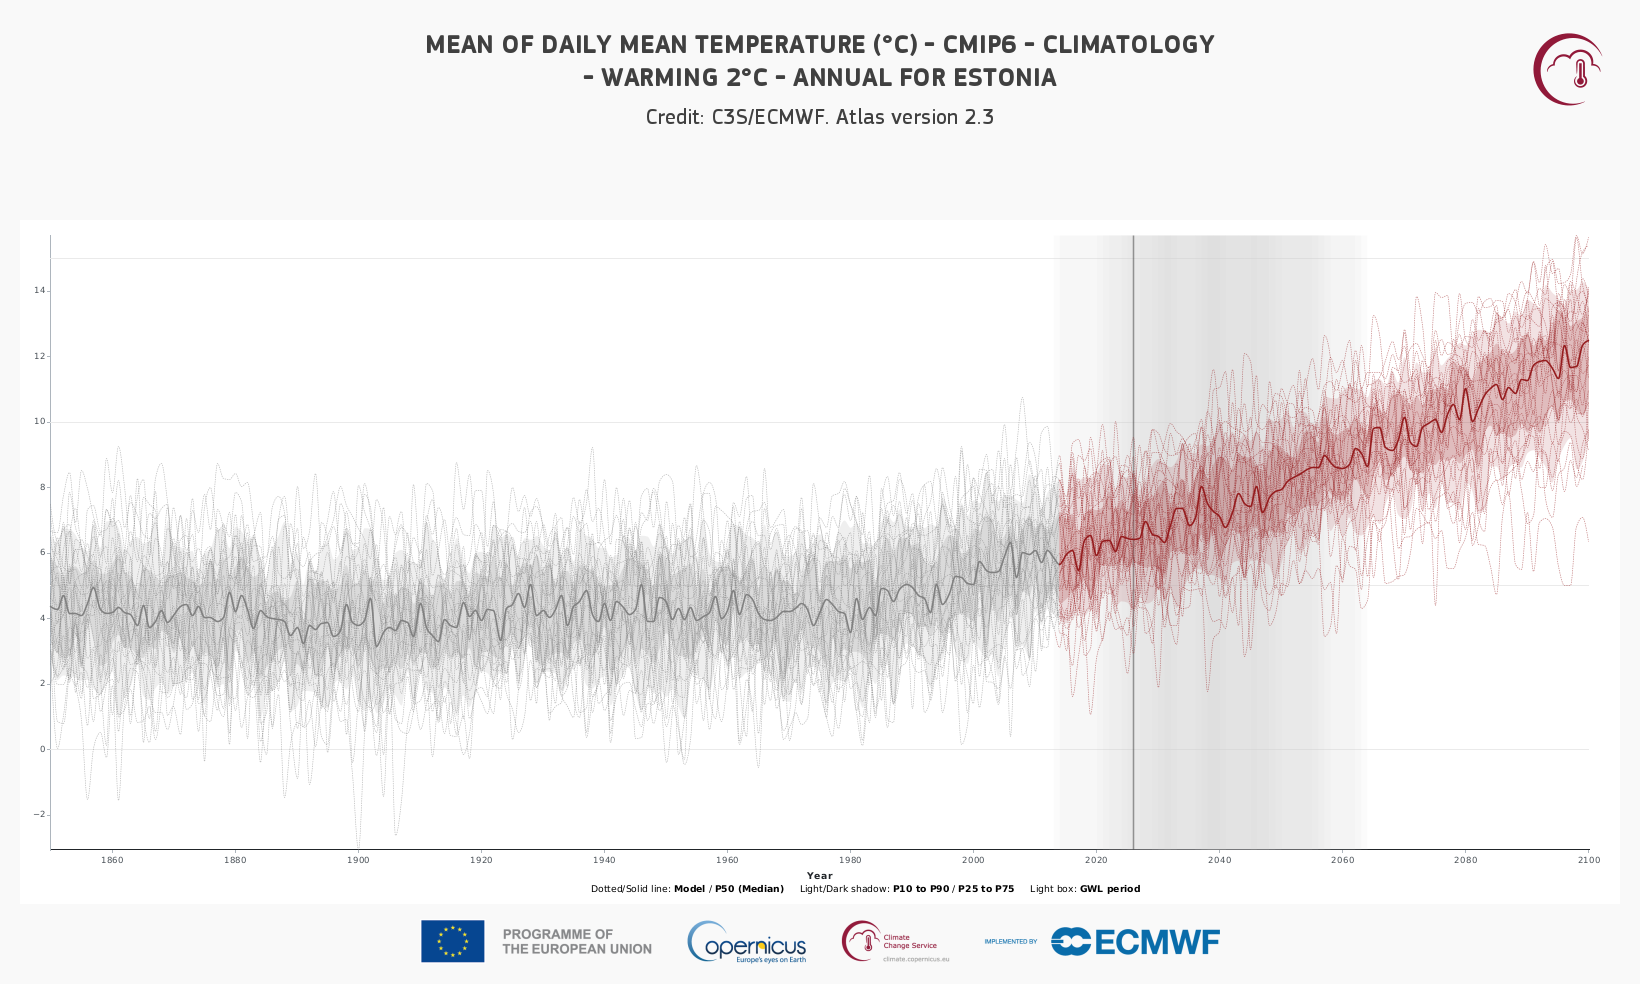 MEAN OF DAILY MEAN TEMPERATURE (°C) - CMIP6 - CLIMATOLOGY
- WARMING 2°C - ANNUAL FOR ESTONIA
Credit: C3S/ECMWF. Atlas version 2.3
14
12
10
8
6
4
2
0
−2
1860
1880
1900
1920
1940
1960
1980
2000
2020
2040
2060
2080
2100
Year
Dotted/Solid line: Model / P50 (Median) Light/Dark shadow: P10 to P90 / P25 to P75 Light box: GWL period
PROGRAMME OF
THE EUROPEAN UNION
opernicus
Europe's eyes on Earth
Climate
Change Service
climate.copernicus.eu
IMPLEMENTED BY
ECMWF